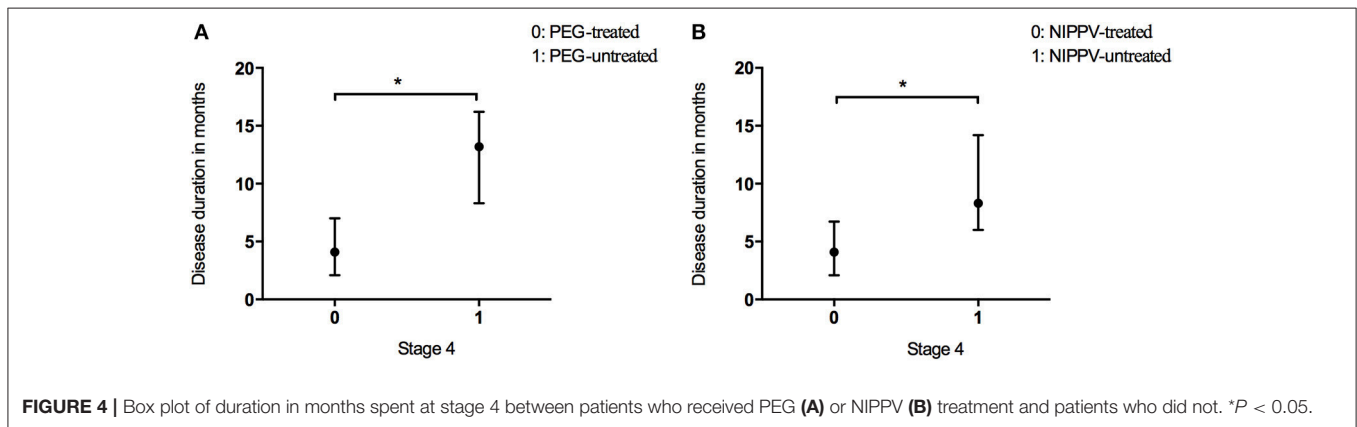 A
0: PEG-treated
1: PEG-untreated
Disease duration in months
20
15
10
5
0
*
0
1
Stage 4
B
0: NIPPV-treated
1: NIPPV-untreated
Disease duration in months
20
15
10
5
0
*
0
1
Stage 4
FIGURE 4 | Box plot of duration in months spent at stage 4 between patients who received PEG (A) or NIPPV (B) treatment and patients who did not. *P < 0.05.